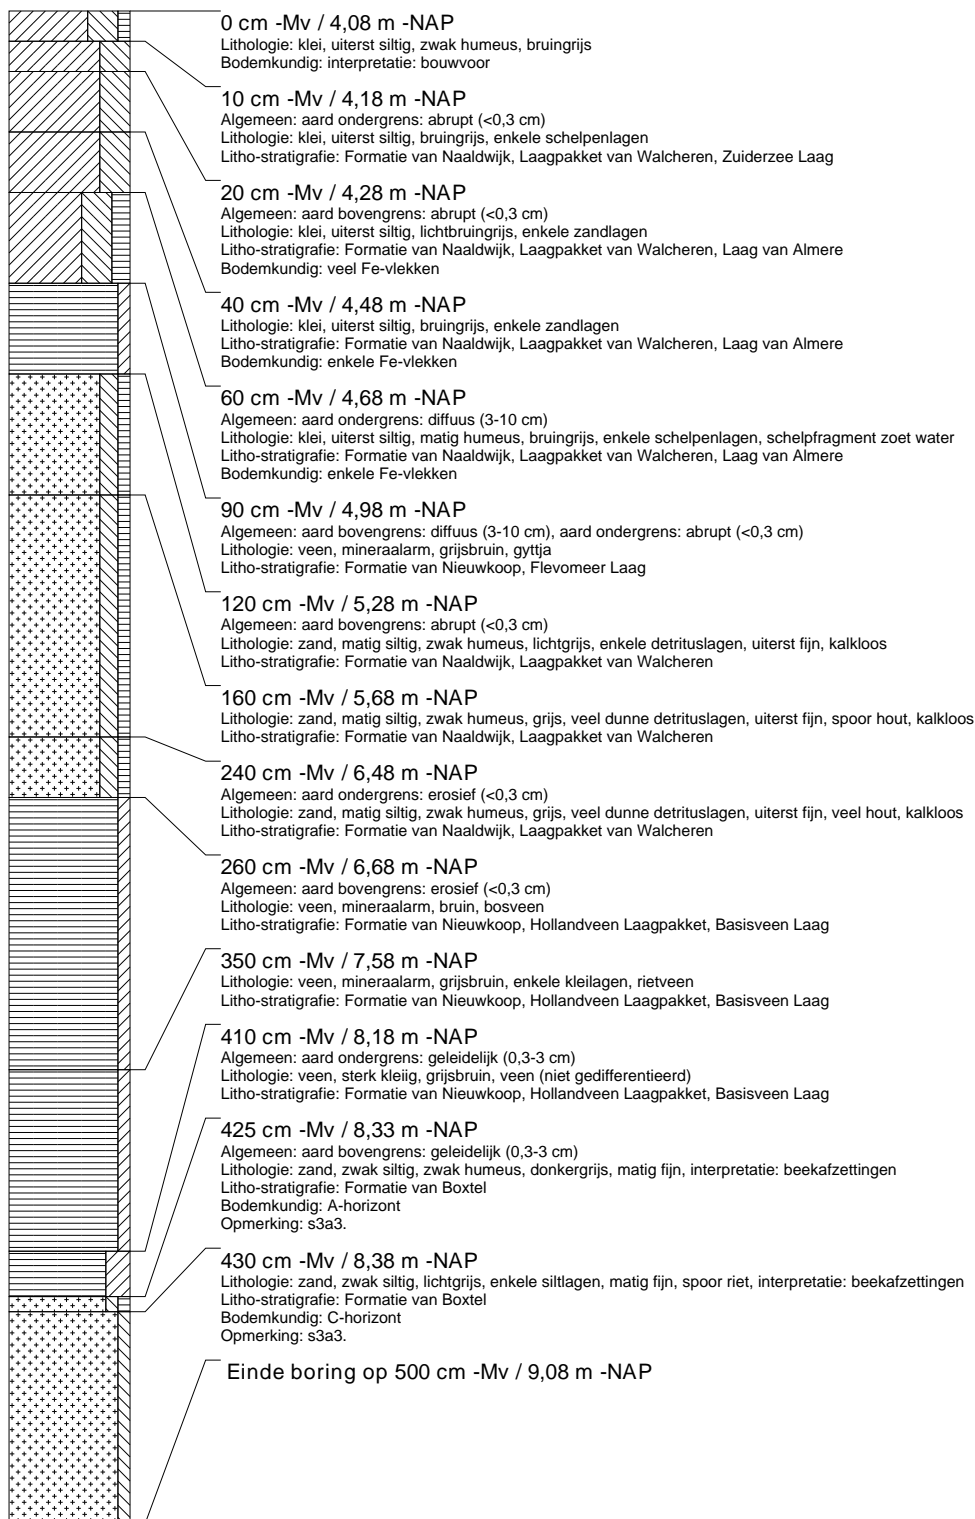 0 cm -Mv / 4,08 m -NAP
Lithologie: klei, uiterst siltig, zwak humeus, bruingrijs
Bodemkundig: interpretatie: bouwvoor
10 cm -Mv / 4,18 m -NAP
Algemeen: aard ondergrens: abrupt (<0,3 cm)
Lithologie: klei, uiterst siltig, bruingrijs, enkele schelpenlagen
Litho-stratigrafie: Formatie van Naaldwijk, Laagpakket van Walcheren, Zuiderzee Laag
20 cm -Mv / 4,28 m -NAP
Algemeen: aard bovengrens: abrupt (<0,3 cm)
Lithologie: klei, uiterst siltig, lichtbruingrijs, enkele zandlagen
Litho-stratigrafie: Formatie van Naaldwijk, Laagpakket van Walcheren, Laag van Almere
Bodemkundig: veel Fe-vlekken
40 cm -Mv / 4,48 m -NAP
Lithologie: klei, uiterst siltig, bruingrijs, enkele zandlagen
Litho-stratigrafie: Formatie van Naaldwijk, Laagpakket van Walcheren, Laag van Almere
Bodemkundig: enkele Fe-vlekken
60 cm -Mv / 4,68 m -NAP
Algemeen: aard ondergrens: diffuus (3-10 cm)
Lithologie: klei, uiterst siltig, matig humeus, bruingrijs, enkele schelpenlagen, schelpfragment zoet water
Litho-stratigrafie: Formatie van Naaldwijk, Laagpakket van Walcheren, Laag van Almere
Bodemkundig: enkele Fe-vlekken
90 cm -Mv / 4,98 m -NAP
Algemeen: aard bovengrens: diffuus (3-10 cm), aard ondergrens: abrupt (<0,3 cm)
Lithologie: veen, mineraalarm, grijsbruin, gyttja
Litho-stratigrafie: Formatie van Nieuwkoop, Flevomeer Laag
120 cm -Mv / 5,28 m -NAP
Algemeen: aard bovengrens: abrupt (<0,3 cm)
Lithologie: zand, matig siltig, zwak humeus, lichtgrijs, enkele detrituslagen, uiterst fijn, kalkloos
Litho-stratigrafie: Formatie van Naaldwijk, Laagpakket van Walcheren
160 cm -Mv / 5,68 m -NAP
Lithologie: zand, matig siltig, zwak humeus, grijs, veel dunne detrituslagen, uiterst fijn, spoor hout, kalkloos
Litho-stratigrafie: Formatie van Naaldwijk, Laagpakket van Walcheren
240 cm -Mv / 6,48 m -NAP
Algemeen: aard ondergrens: erosief (<0,3 cm)
Lithologie: zand, matig siltig, zwak humeus, grijs, veel dunne detrituslagen, uiterst fijn, veel hout, kalkloos
Litho-stratigrafie: Formatie van Naaldwijk, Laagpakket van Walcheren
260 cm -Mv / 6,68 m -NAP
Algemeen: aard bovengrens: erosief (<0,3 cm)
Lithologie: veen, mineraalarm, bruin, bosveen
Litho-stratigrafie: Formatie van Nieuwkoop, Hollandveen Laagpakket, Basisveen Laag
350 cm -Mv / 7,58 m -NAP
Lithologie: veen, mineraalarm, grijsbruin, enkele kleilagen, rietveen
Litho-stratigrafie: Formatie van Nieuwkoop, Hollandveen Laagpakket, Basisveen Laag
410 cm -Mv / 8,18 m -NAP
Algemeen: aard ondergrens: geleidelijk (0,3-3 cm)
Lithologie: veen, sterk kleiig, grijsbruin, veen (niet gedifferentieerd)
Litho-stratigrafie: Formatie van Nieuwkoop, Hollandveen Laagpakket, Basisveen Laag
425 cm -Mv / 8,33 m -NAP
Algemeen: aard bovengrens: geleidelijk (0,3-3 cm)
Lithologie: zand, zwak siltig, zwak humeus, donkergrijs, matig fijn, interpretatie: beekafzettingen
Litho-stratigrafie: Formatie van Boxtel
Bodemkundig: A-horizont
Opmerking: s3a3.
430 cm -Mv / 8,38 m -NAP
Lithologie: zand, zwak siltig, lichtgrijs, enkele siltlagen, matig fijn, spoor riet, interpretatie: beekafzettingen
Litho-stratigrafie: Formatie van Boxtel
Bodemkundig: C-horizont
Opmerking: s3a3.
Einde boring op 500 cm -Mv / 9,08 m -NAP